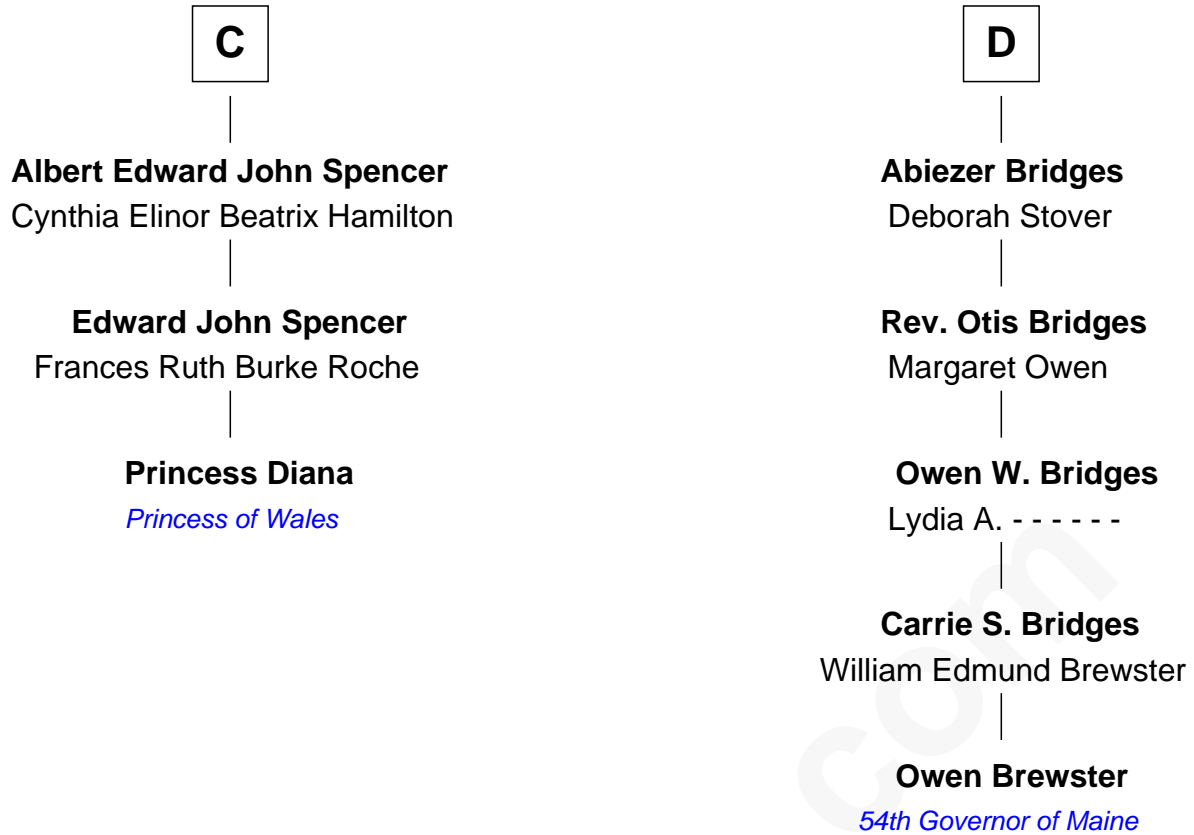 C
Albert Edward John Spencer
Cynthia Elinor Beatrix Hamilton
Edward John Spencer
Frances Ruth Burke Roche
Princess Diana
Princess of Wales
D
Abiezer Bridges
Deborah Stover
Rev. Otis Bridges
Margaret Owen
Owen W. Bridges
Lydia A. - - - - - -
Carrie S. Bridges
William Edmund Brewster
Owen Brewster
54th Governor of Maine
com